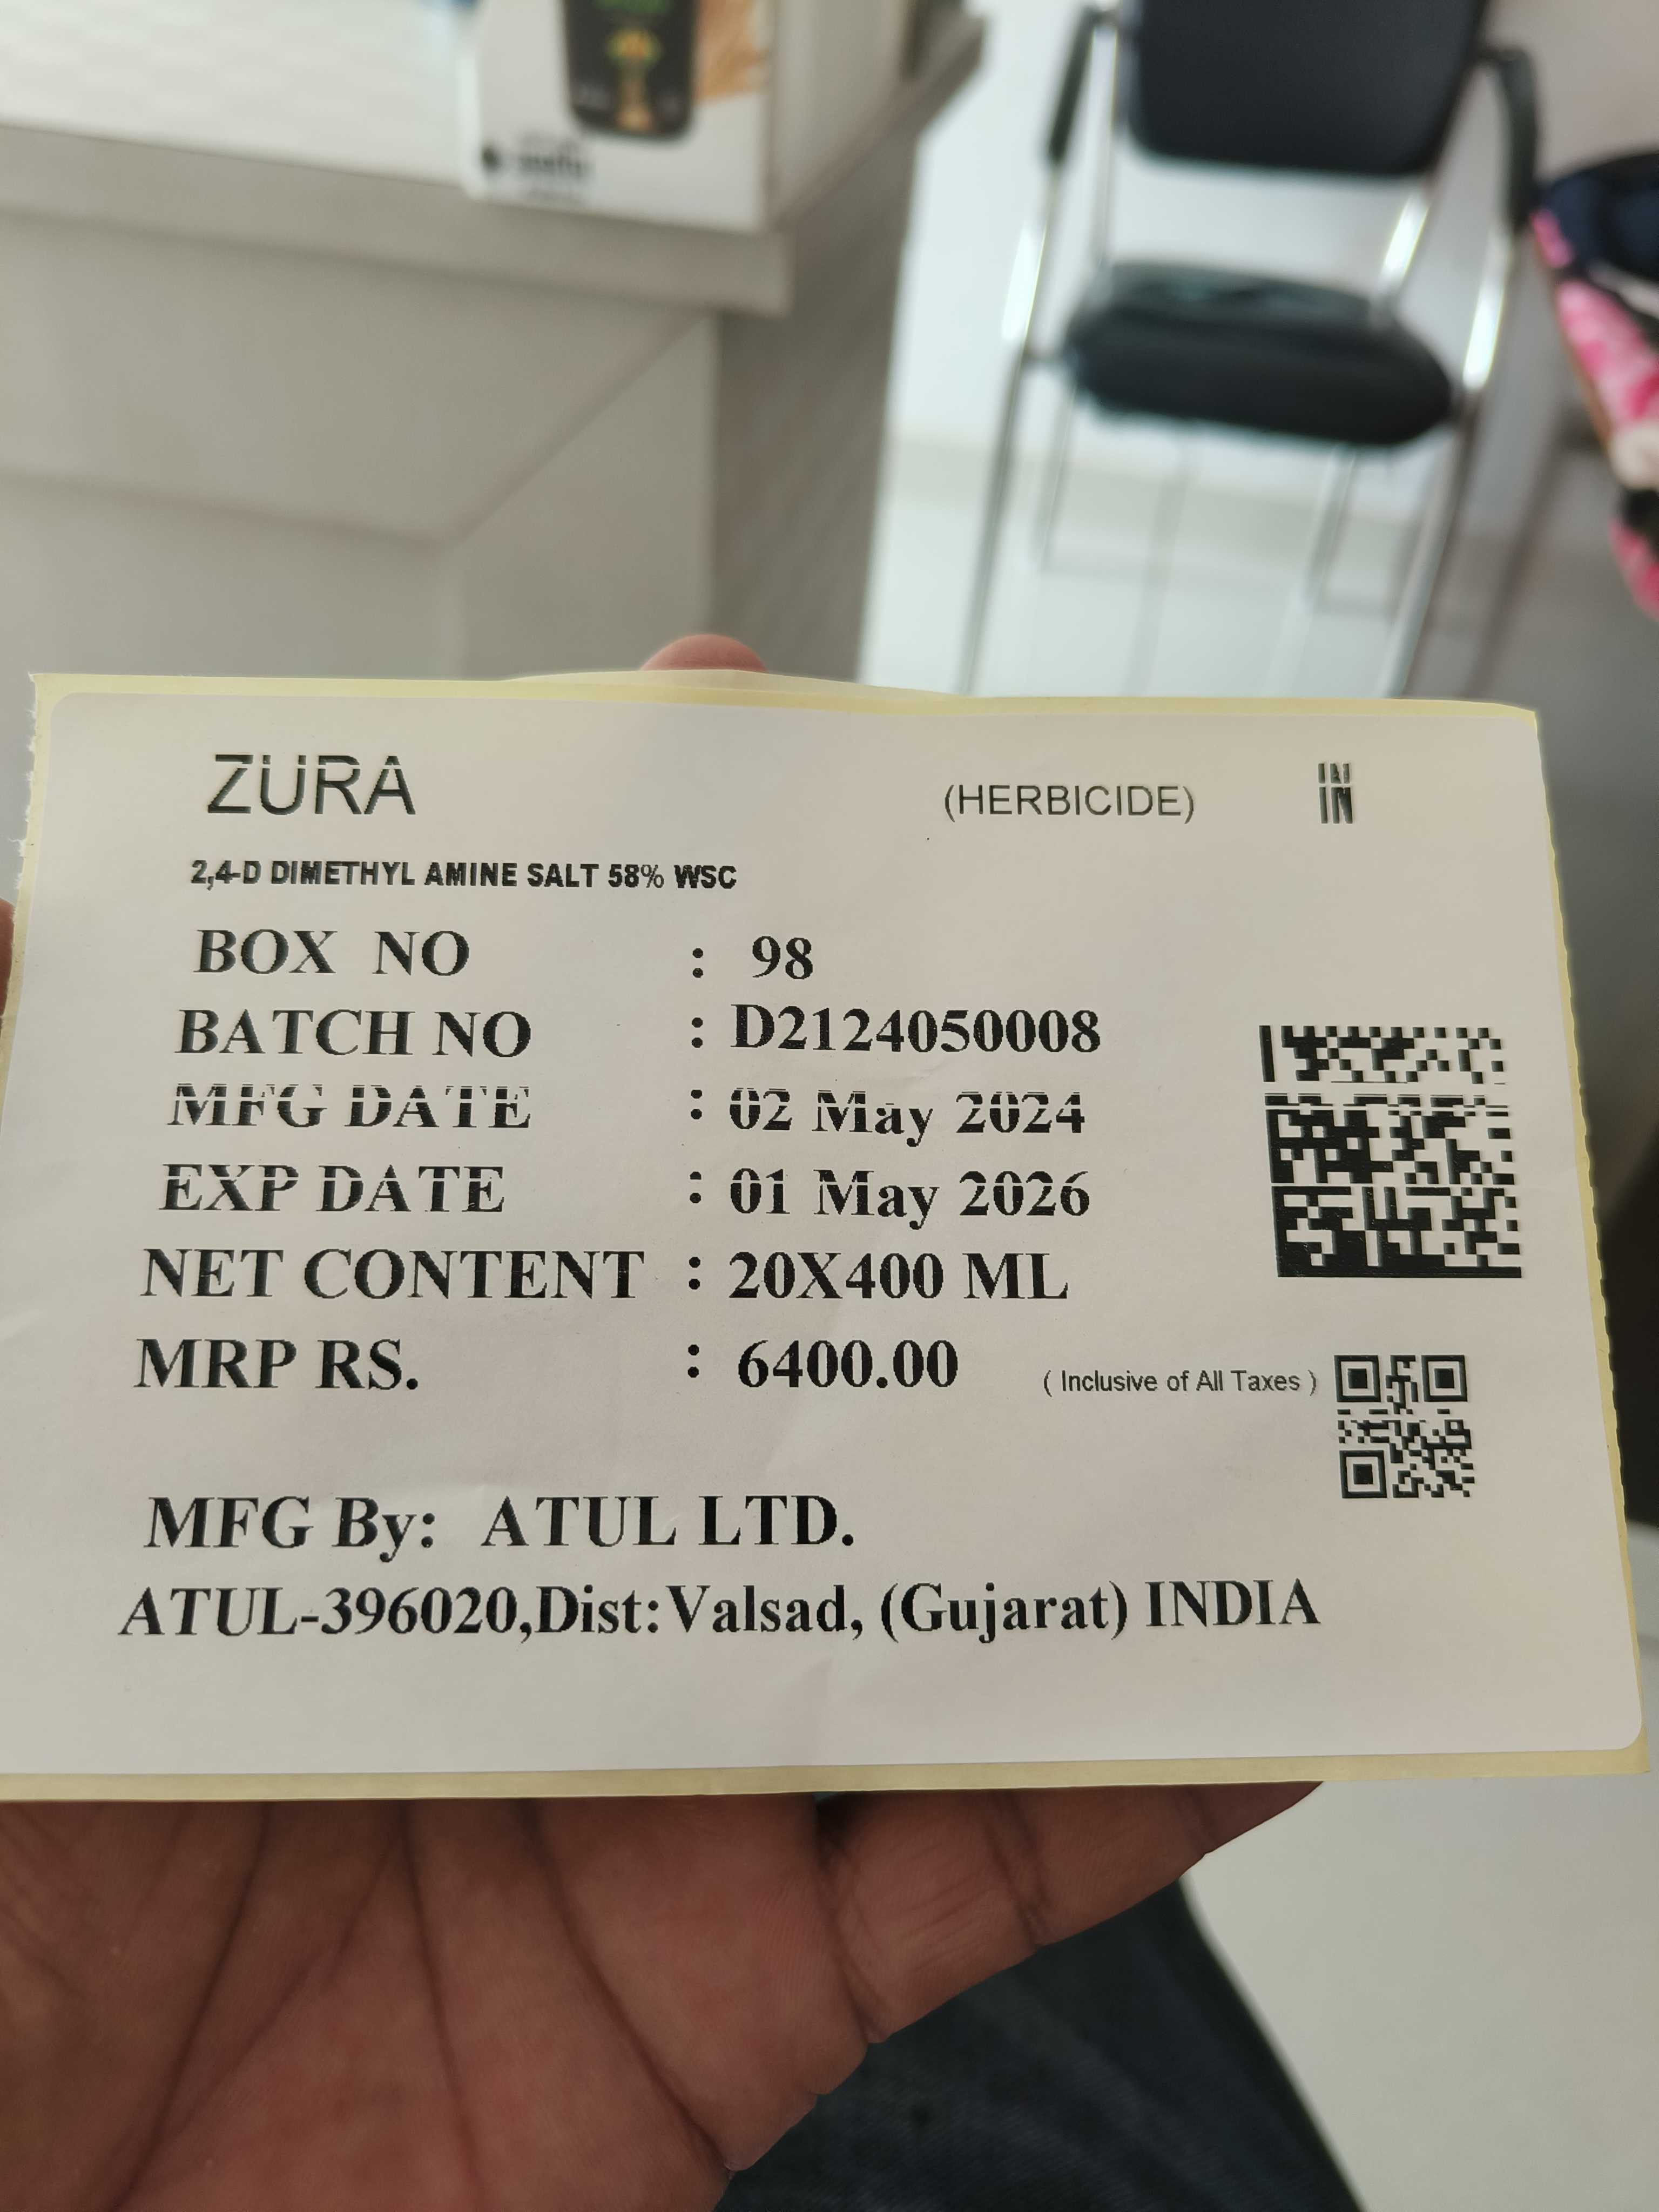 ZURA (HERBICIDE) IN
2,4-D DIMETHYL AMINE SALT 58% WSC
BOX NO : 98
BATCH NO : D2124050008
MFG DATE : 02 May 2024
EXP DATE : 01 May 2026
NET CONTENT : 20X400 ML
MRP RS. : 6400.00 ( Inclusive of All Taxes )
MFG By: ATUL LTD.
ATUL-396020,Dist:Valsad, (Gujarat) INDIA